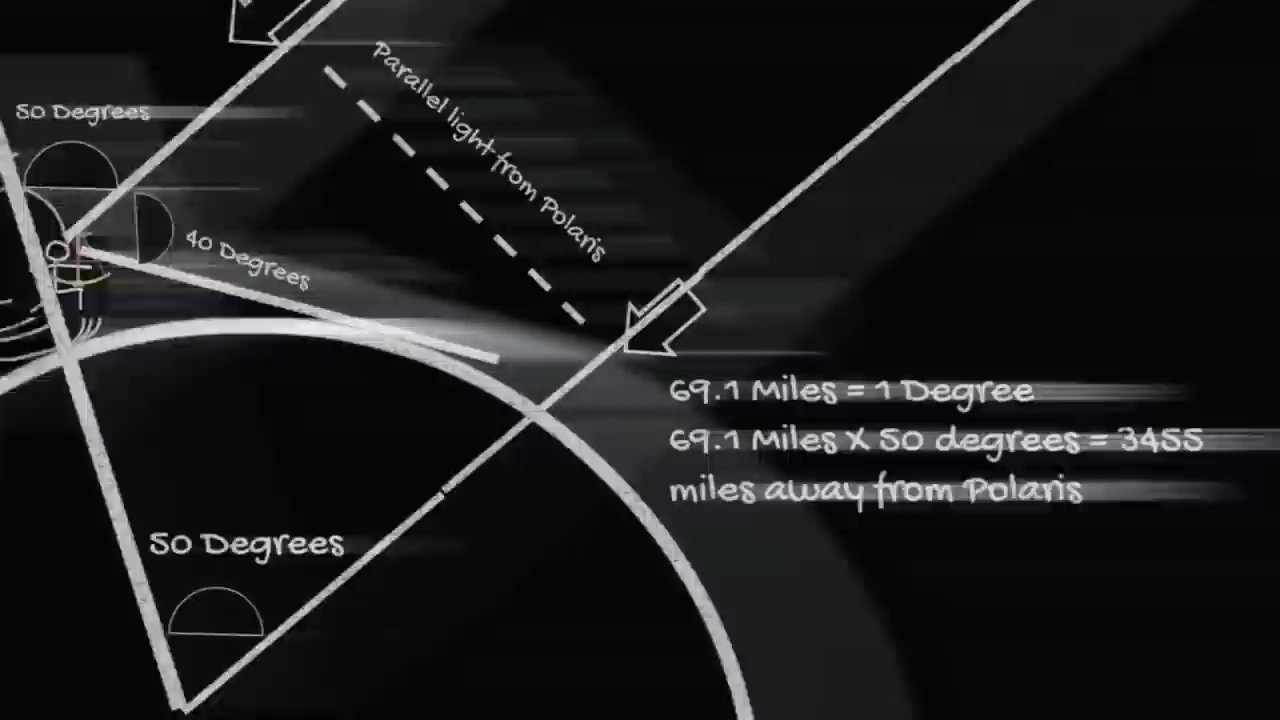 Parallel light from Polaris
50 Degrees
40 Degrees
69.1 Miles = 1 Degree
69.1 Miles X 50 degrees = 3455
miles away from Polaris
50 Degrees